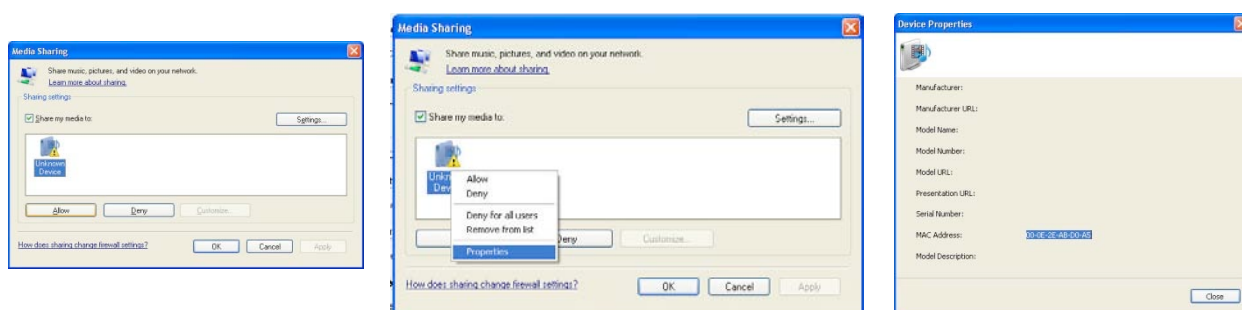 Media Sharing
Share music, pictures, and video on your network.
Learn more about sharing.
Sharing settings
Share my media to:
Settings...
Unknown
Device
Allow
Deny
Customize...
How does sharing change firewall settings?
OK
Cancel
Apply
Media Sharing
Share music, pictures, and video on your network.
Learn more about sharing.
Sharing settings
Share my media to:
Settings...
Allow
Deny
Deny for all users
Remove from list
Properties
Customize...
How does sharing change firewall settings?
OK
Cancel
Apply
Device Properties
Manufacturer:
Manufacturer URL:
Model Name:
Model Number:
Model URL:
Presentation URL:
Serial Number:
MAC Address: 00-0E-2E-AB-D0-A5
Model Description:
Close